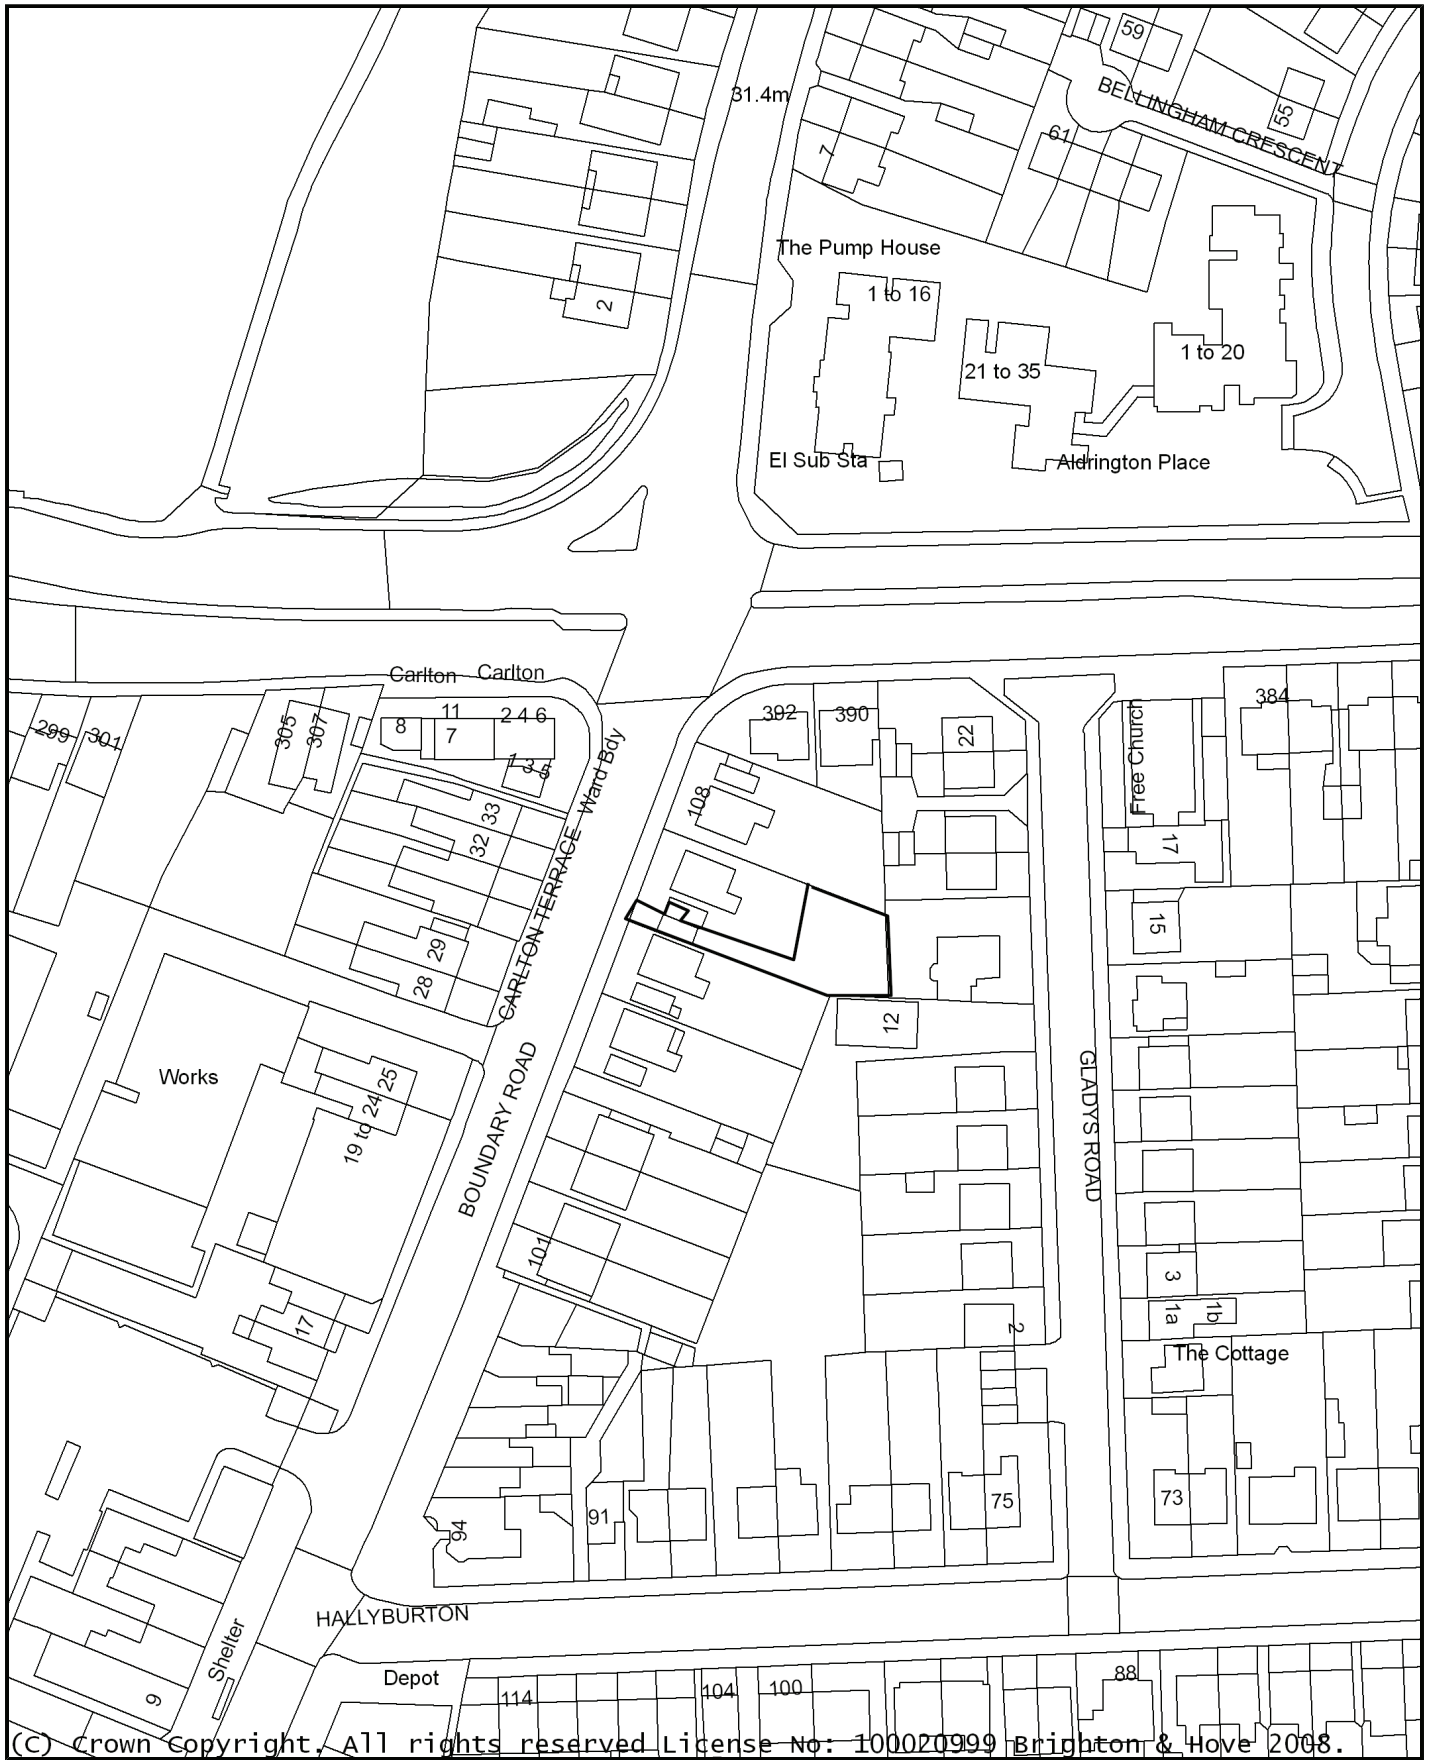 59
BELLINGHAM CRESCENT
55
31.4m
61
7
The Pump House
1 to 16
2
1 to 20
21 to 35
El Sub Sta
Aldrington Place
Carlton
Carlton
299
301
305
307
8
11
7
2 4 6
1 3 5
Ward Bdy
392
390
22
Free Church
384
108
33
32
17
CARLTON TERRACE
15
29
28
12
Works
25
19 to 24
BOUNDARY ROAD
GLADYS ROAD
101
3
1a
1b
17
2
The Cottage
94
91
75
73
HALLYBURTON
Shelter
Depot
9
114
104
100
88
(C) Crown Copyright. All rights reserved License No: 100020999 Brighton & Hove 2008.